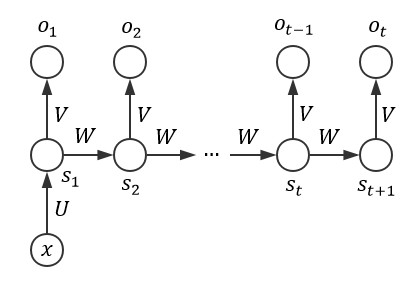 o₁ o₂ oₜ₋₁ oₜ
V V V V
W W W W
...
s₁ s₂ sₜ sₜ₊₁
U
x